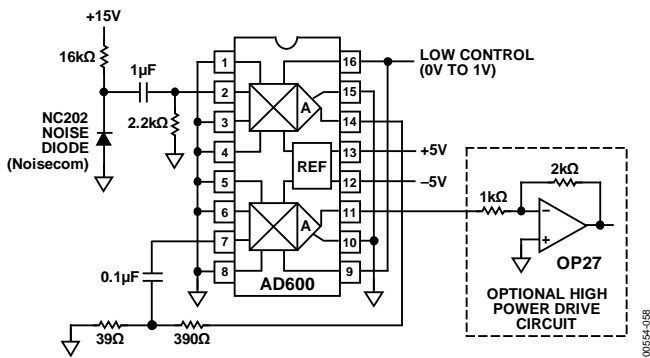 +15V
16kΩ
1µF
NC202
NOISE
DIODE
(Noisecom)
2.2kΩ
1
2
3
4
5
6
7
8
16
15
14
13
12
11
10
9
A
REF
A
AD600
LOW CONTROL
(0V TO 1V)
+5V
–5V
0.1µF
39Ω
390Ω
1kΩ
2kΩ
–
+
OP27
OPTIONAL HIGH
POWER DRIVE
CIRCUIT
00554-058